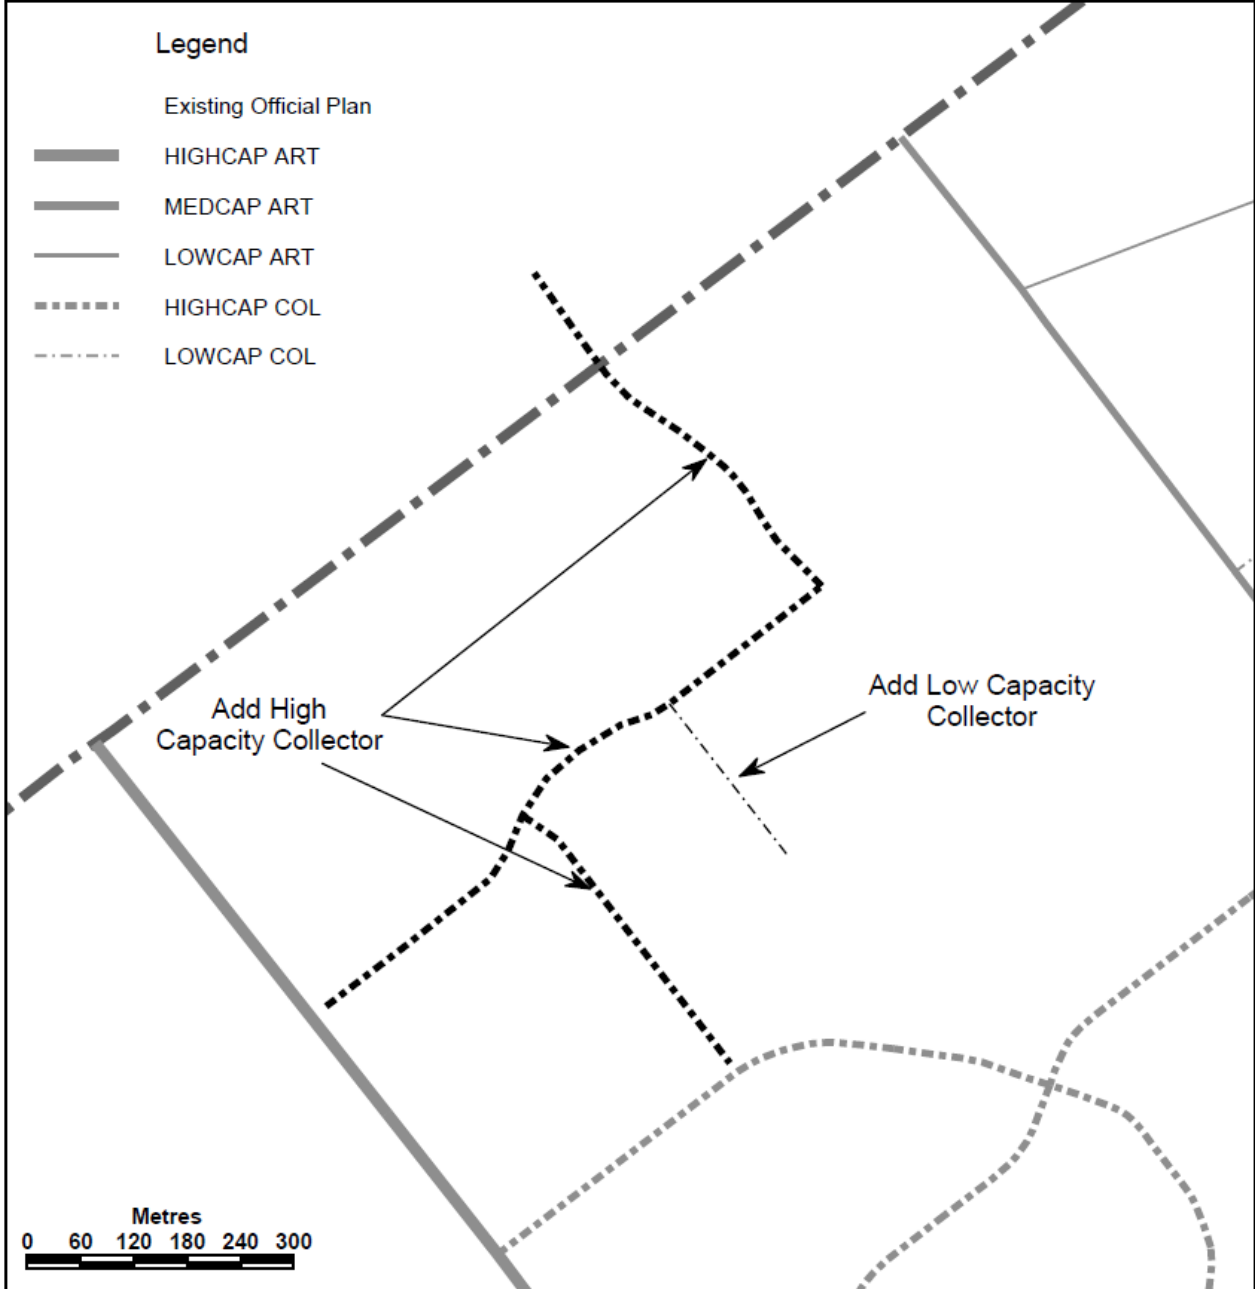 Legend
Existing Official Plan
HIGHCAP ART
MEDCAP ART
LOWCAP ART
HIGHCAP COL
LOWCAP COL
Add High
Capacity Collector
Add Low Capacity
Collector
Metres
0 60 120 180 240 300